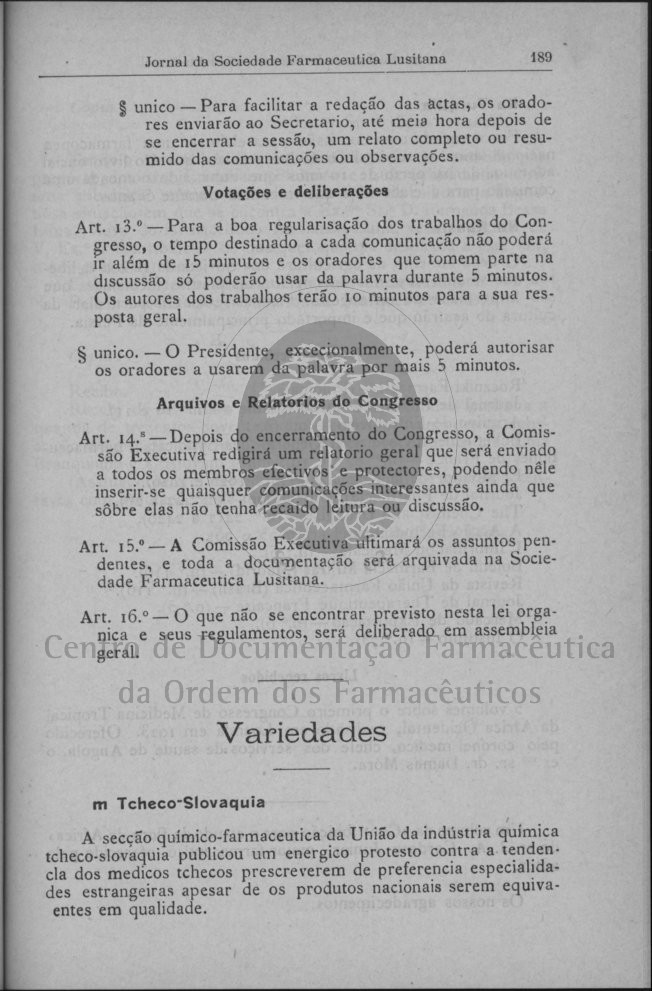 Jornal da Sociedade Farmaceutica Lusitana 189
§ unico — Para facilitar a redação das actas, os orado-
res enviarão ao Secretario, até meia hora depois de
se encerrar a sessão, um relato completo ou resu-
mido das comunicações ou observações.
Votações e deliberações
Art. 13.º — Para a boa regularisação dos trabalhos do Con-
gresso, o tempo destinado a cada comunicação não poderá
ir além de 15 minutos e os oradores que tomem parte na
discussão só poderão usar da palavra durante 5 minutos.
Os autores dos trabalhos terão 10 minutos para a sua res-
posta geral.
§ unico. — O Presidente, excecionalmente, poderá autorisar
os oradores a usarem da palavra por mais 5 minutos.
Arquivos e Relatorios do Congresso
Art. 14.º — Depois do encerramento do Congresso, a Comis-
são Executiva redigirá um relatorio geral que será enviado
a todos os membros efectivos e protectores, podendo nêle
inserir-se quaisquer comunicações interessantes ainda que
sôbre elas não tenha recaido leitura ou discussão.
Art. 15.º — A Comissão Executiva ultimará os assuntos pen-
dentes, e toda a documentação será arquivada na Socie-
dade Farmaceutica Lusitana.
Art. 16.º — O que não se encontrar previsto nesta lei orga-
nica e seus regulamentos, será deliberado em assembleia
geral.
Centro de Documentação Farmacêutica
da Ordem dos Farmacêuticos
Variedades
m Tcheco-Slovaquia
A secção químico-farmaceutica da União da indústria química
tcheco-slovaquia publicou um energico protesto contra a tenden-
cla dos medicos tchecos prescreverem de preferencia especialida-
des estrangeiras apesar de os produtos nacionais serem equiva-
entes em qualidade.